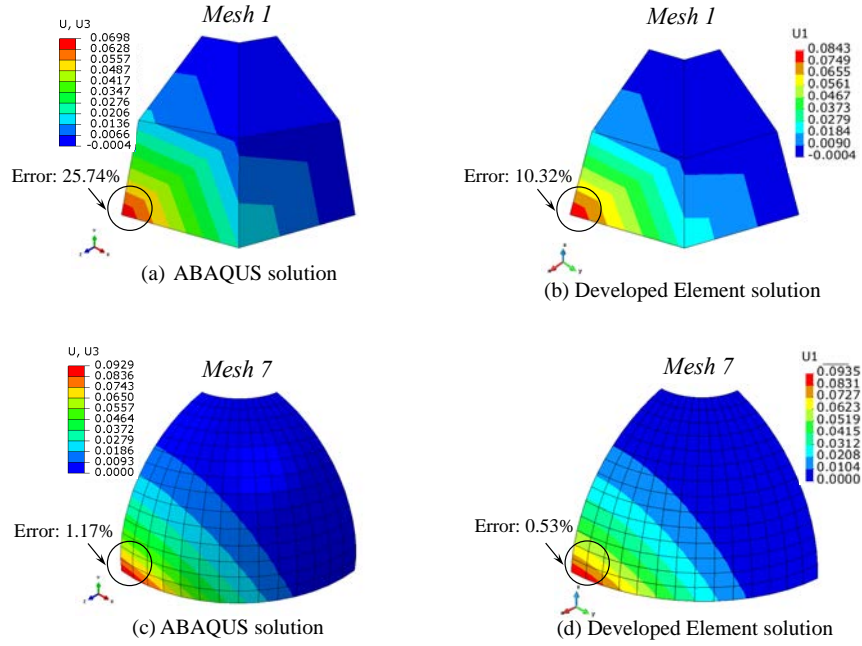 Mesh 1
U, U3
0.0698
0.0628
0.0557
0.0487
0.0417
0.0347
0.0276
0.0206
0.0136
0.0066
-0.0004
Error: 25.74%
(a) ABAQUS solution
Mesh 1
U1
0.0843
0.0749
0.0655
0.0561
0.0467
0.0373
0.0279
0.0184
0.0090
-0.0004
Error: 10.32%
(b) Developed Element solution
Mesh 7
U, U3
0.0929
0.0836
0.0743
0.0650
0.0557
0.0464
0.0372
0.0279
0.0186
0.0093
0.0000
Error: 1.17%
(c) ABAQUS solution
Mesh 7
U1
0.0935
0.0831
0.0727
0.0623
0.0519
0.0415
0.0312
0.0208
0.0104
0.0000
Error: 0.53%
(d) Developed Element solution